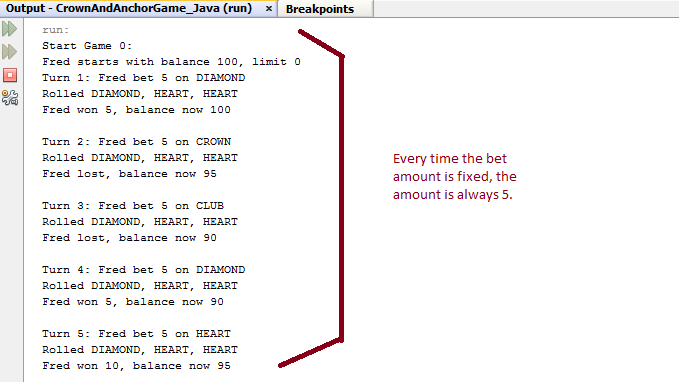 Output - CrownAndAnchorGame_Java (run) × Breakpoints
run:
Start Game 0:
Fred starts with balance 100, limit 0
Turn 1: Fred bet 5 on DIAMOND
Rolled DIAMOND, HEART, HEART
Fred won 5, balance now 100
Turn 2: Fred bet 5 on CROWN
Rolled DIAMOND, HEART, HEART
Fred lost, balance now 95
Turn 3: Fred bet 5 on CLUB
Rolled DIAMOND, HEART, HEART
Fred lost, balance now 90
Turn 4: Fred bet 5 on DIAMOND
Rolled DIAMOND, HEART, HEART
Fred won 5, balance now 90
Turn 5: Fred bet 5 on HEART
Rolled DIAMOND, HEART, HEART
Fred won 10, balance now 95
Every time the bet
amount is fixed, the
amount is always 5.